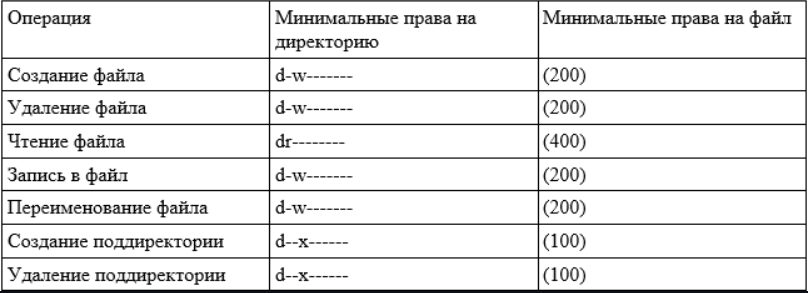 Операция Минимальные права на Минимальные права на файл
директорию
Создание файла d-w------- (200)
Удаление файла d-w------- (200)
Чтение файла dr-------- (400)
Запись в файл d-w------- (200)
Переименование файла d-w------- (200)
Создание поддиректории d--x------ (100)
Удаление поддиректории d--x------ (100)